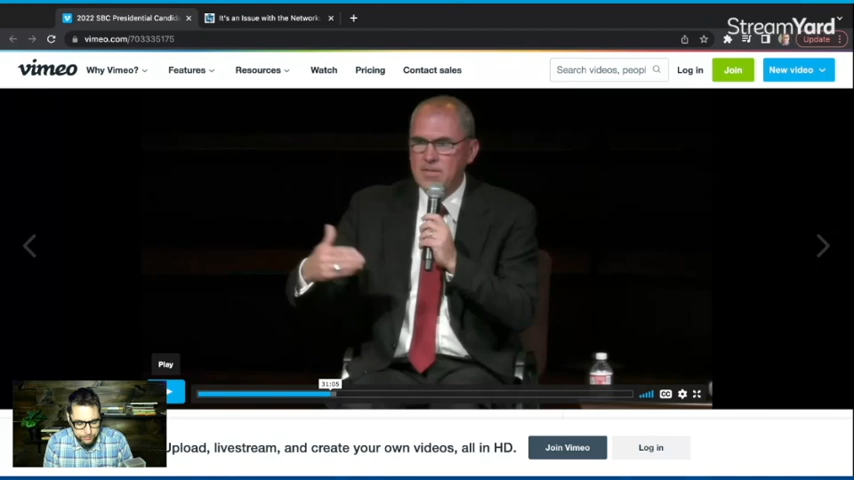 2022 SBC Presidential Candid
It's an Issue with the Network
StreamYard
vimeo.com/703335175
Update
vimeo
Why Vimeo?
Features
Resources
Watch
Pricing
Contact sales
Search videos, peopl
Log in
Join
New video
Play
31:05
CC
Upload, livestream, and create your own videos, all in HD.
Join Vimeo
Log in